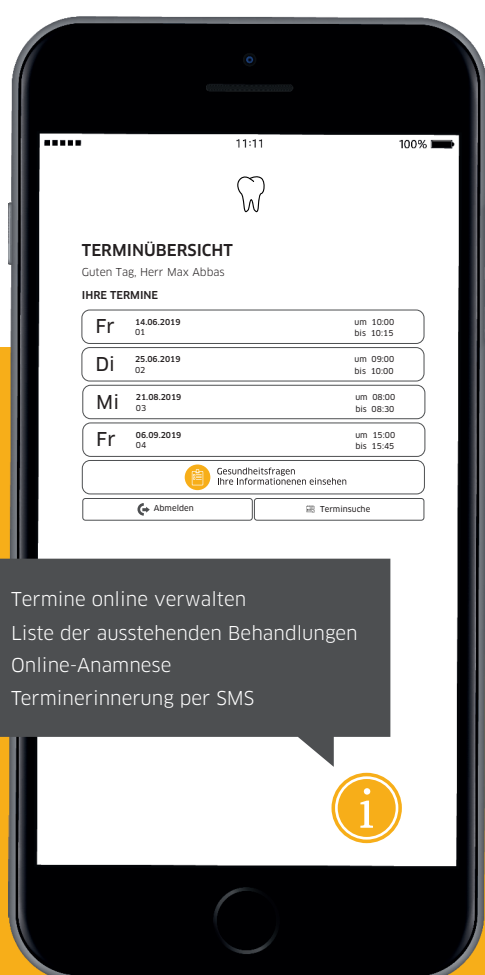 11:11
100%
TERMINÜBERSICHT
Guten Tag, Herr Max Abbas
IHRE TERMINE
Fr 14.06.2019 um 10:00
01 bis 10:15
Di 25.06.2019 um 09:00
02 bis 10:00
Mi 21.08.2019 um 08:00
03 bis 08:30
Fr 06.09.2019 um 15:00
04 bis 15:45
Gesundheitsfragen
Ihre Informationenen einsehen
Abmelden Terminsuche
Termine online verwalten
Liste der ausstehenden Behandlungen
Online-Anamnese
Terminerinnerung per SMS
i